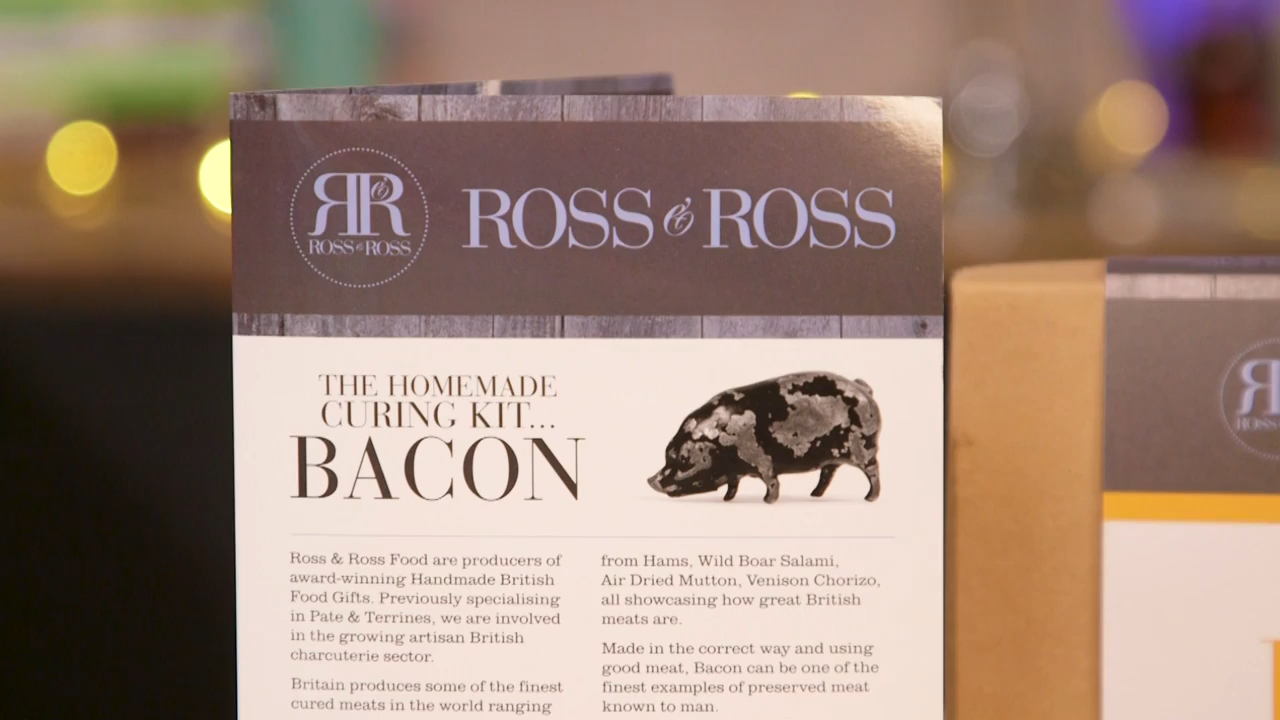 R&R
ROSS & ROSS
ROSS & ROSS
THE HOMEMADE
CURING KIT...
BACON
Ross & Ross Food are producers of
award-winning Handmade British
Food Gifts. Previously specialising
in Pate & Terrines, we are involved
in the growing artisan British
charcuterie sector.
Britain produces some of the finest
cured meats in the world ranging
from Hams, Wild Boar Salami,
Air Dried Mutton, Venison Chorizo,
all showcasing how great British
meats are.
Made in the correct way and using
good meat, Bacon can be one of the
finest examples of preserved meat
known to man.